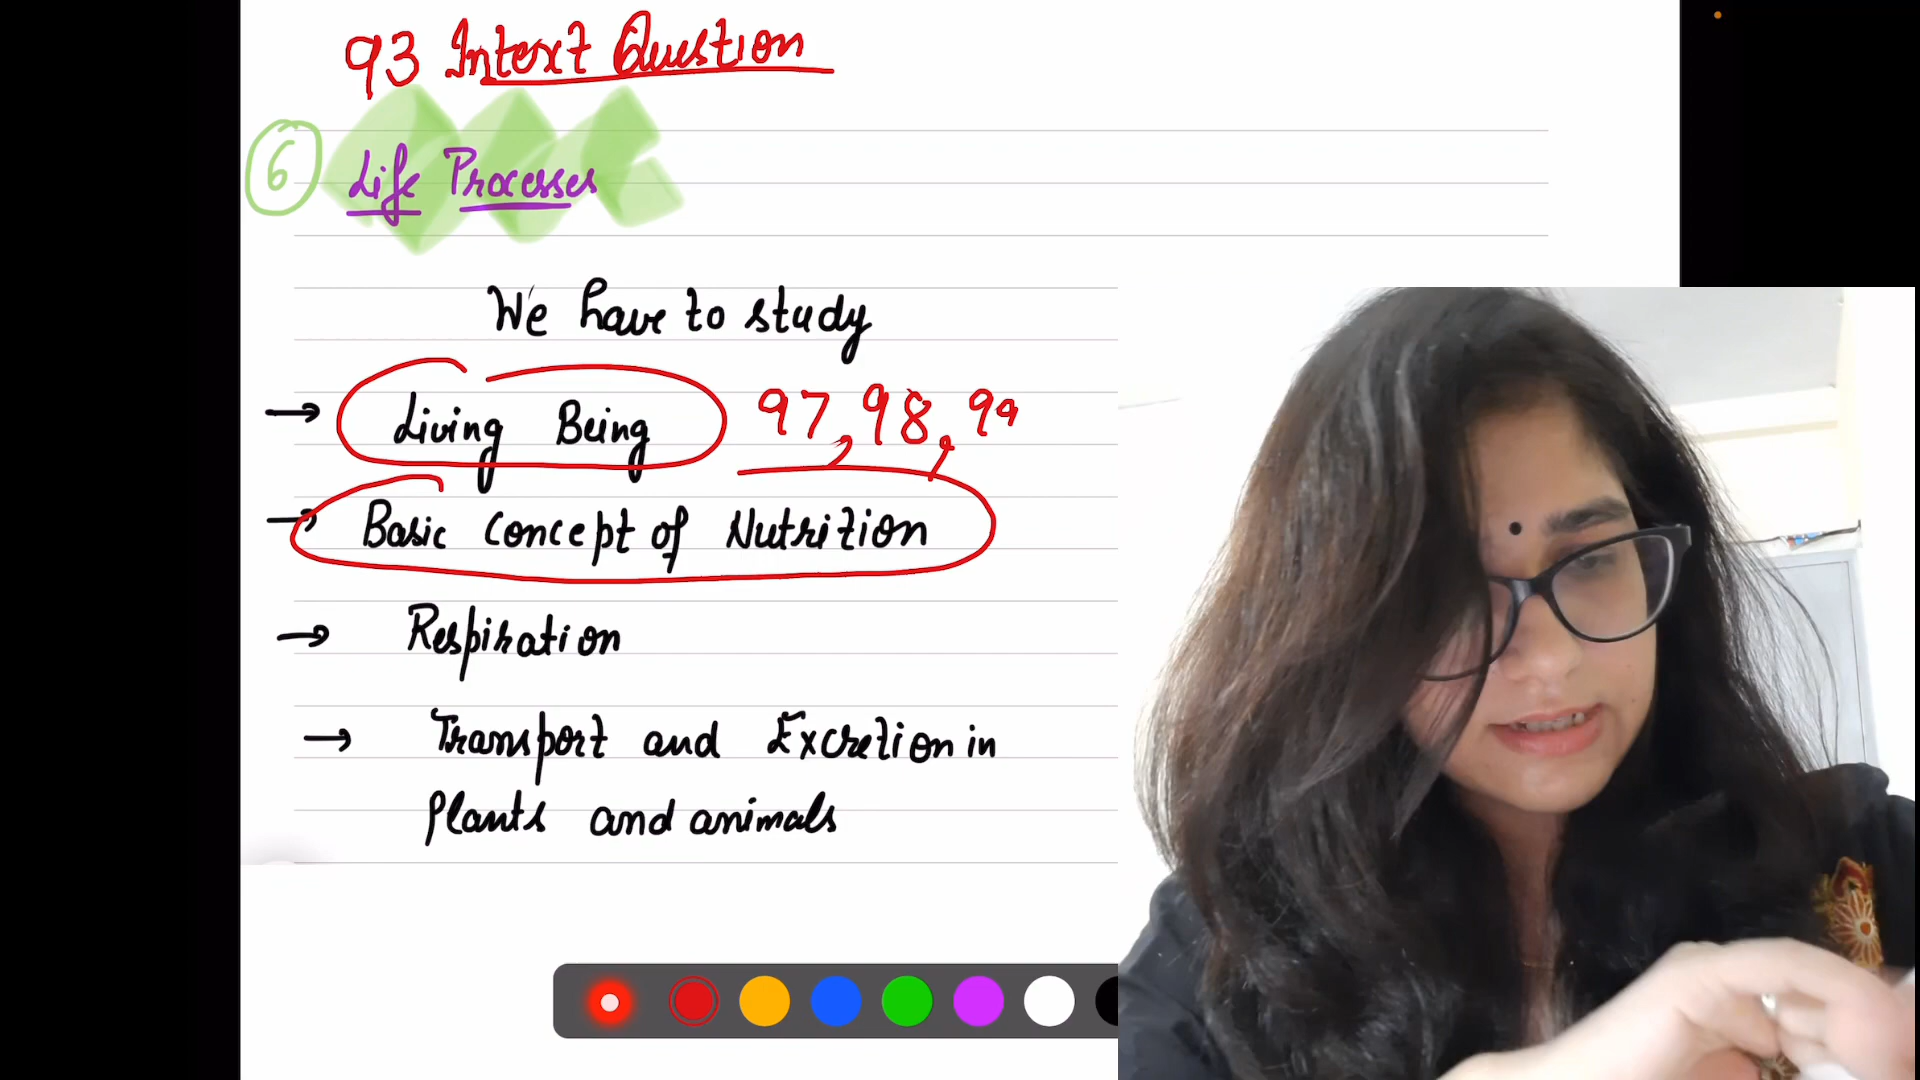 93 Intext Question
6 Life Processes
We have to study
→ Living Being 97, 98, 99
→ Basic concept of Nutrition
→ Respiration
→ Transport and Excretion in
Plants and animals